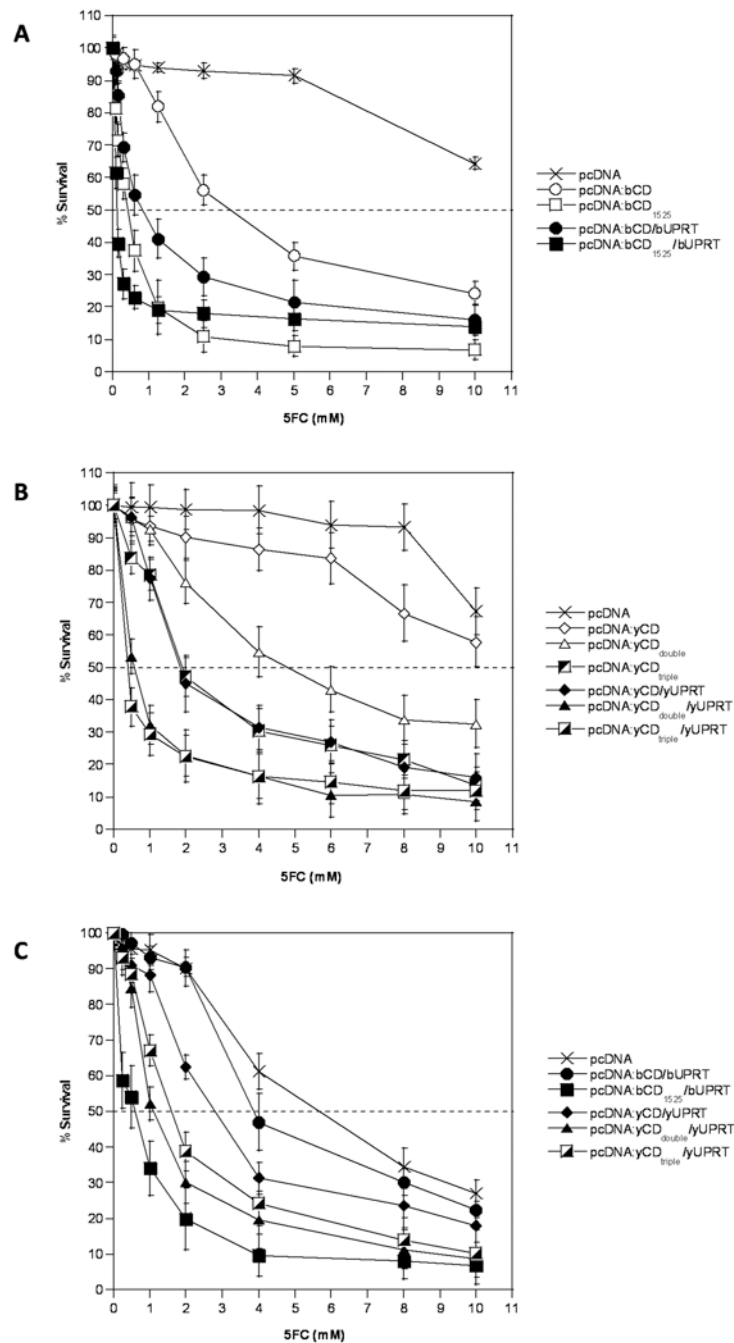 A
100
90
80
70
60
50
40
30
20
10
0
% Survival
0 1 2 3 4 5 6 7 8 9 10 11
5FC (mM)
pcDNA
pcDNA:bCD
pcDNA:bCD1525
pcDNA:bCD/bUPRT
pcDNA:bCD1525/bUPRT
B
110
100
90
80
70
60
50
40
30
20
10
0
% Survival
0 1 2 3 4 5 6 7 8 9 10 11
5FC (mM)
pcDNA
pcDNA:yCD
pcDNA:yCDdouble
pcDNA:yCDtriple
pcDNA:yCD/yUPRT
pcDNA:yCDdouble/yUPRT
pcDNA:yCDtriple/yUPRT
C
100
90
80
70
60
50
40
30
20
10
0
% Survival
0 1 2 3 4 5 6 7 8 9 10 11
5FC (mM)
pcDNA
pcDNA:bCD/bUPRT
pcDNA:bCD1525/bUPRT
pcDNA:yCD/yUPRT
pcDNA:yCDdouble/yUPRT
pcDNA:yCDtriple/yUPRT